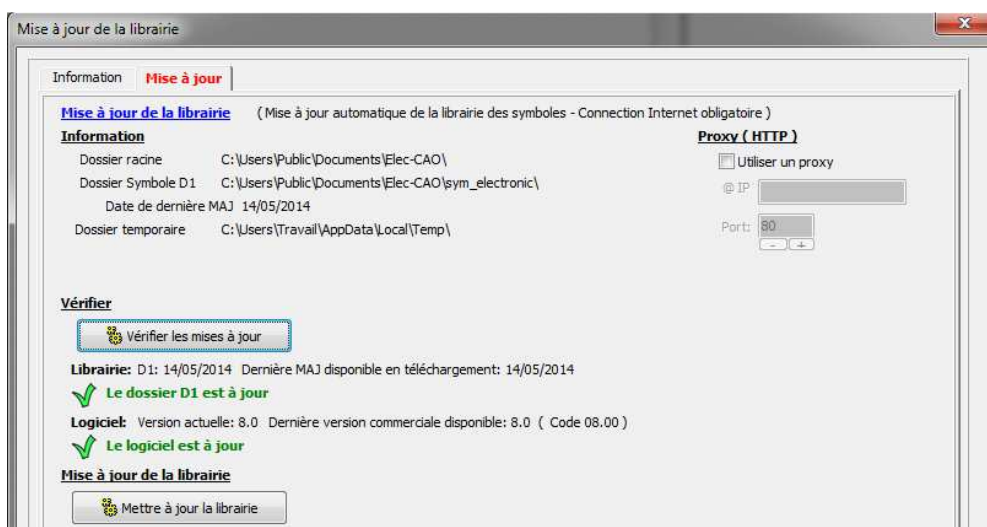 Mise à jour de la librairie
Information Mise à jour
Mise à jour de la librairie ( Mise à jour automatique de la librairie des symboles - Connection Internet obligatoire )
Information Proxy ( HTTP )
Dossier racine C:\Users\Public\Documents\Elec-CAO\ Utiliser un proxy
Dossier Symbole D1 C:\Users\Public\Documents\Elec-CAO\sym_electronic\ @ IP
Date de dernière MAJ 14/05/2014
Dossier temporaire C:\Users\Travail\AppData\Local\Temp\ Port: 80
- +
Vérifier
Vérifier les mises à jour
Librairie: D1: 14/05/2014 Dernière MAJ disponible en téléchargement: 14/05/2014
Le dossier D1 est à jour
Logiciel: Version actuelle: 8.0 Dernière version commerciale disponible: 8.0 ( Code 08.00 )
Le logiciel est à jour
Mise à jour de la librairie
Mettre à jour la librairie